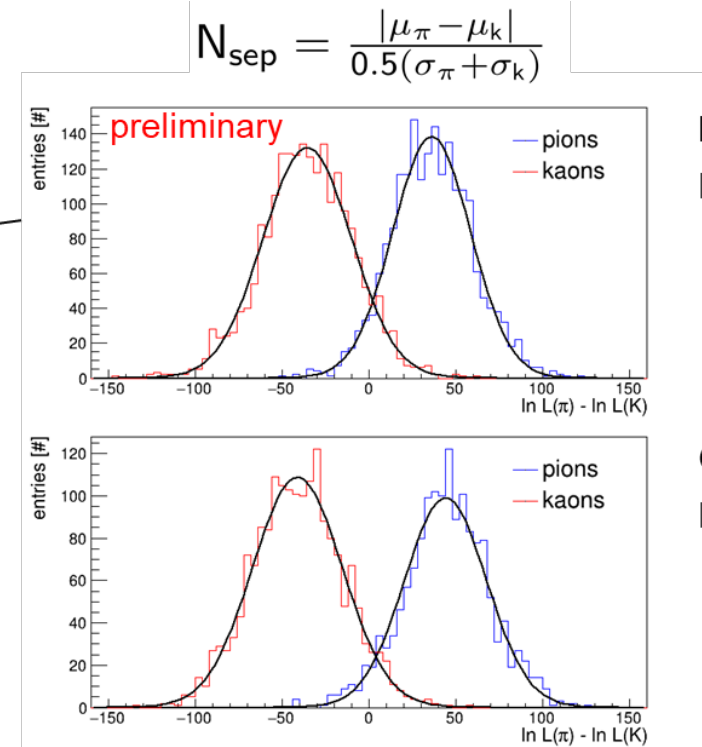 N_sep = |μ_π − μ_k| / 0.5(σ_π + σ_k)
preliminary
entries [#]
pions
kaons
140
120
100
80
60
40
20
0
−150 −100 −50 0 50 100 150
ln L(π) - ln L(K)
entries [#]
pions
kaons
120
100
80
60
40
20
0
−150 −100 −50 0 50 100 150
ln L(π) - ln L(K)